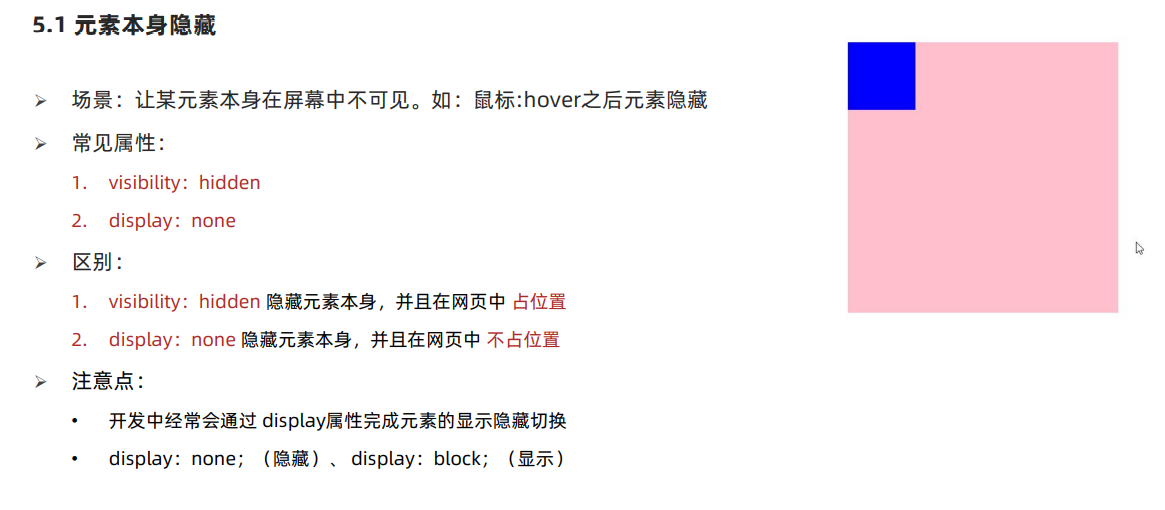 5.1 元素本身隐藏
场景：让某元素本身在屏幕中不可见。如：鼠标:hover之后元素隐藏
常见属性：
1. visibility：hidden
2. display：none
区别：
1. visibility：hidden 隐藏元素本身，并且在网页中 占位置
2. display：none 隐藏元素本身，并且在网页中 不占位置
注意点：
• 开发中经常会通过 display属性完成元素的显示隐藏切换
• display：none；（隐藏）、 display：block；（显示）